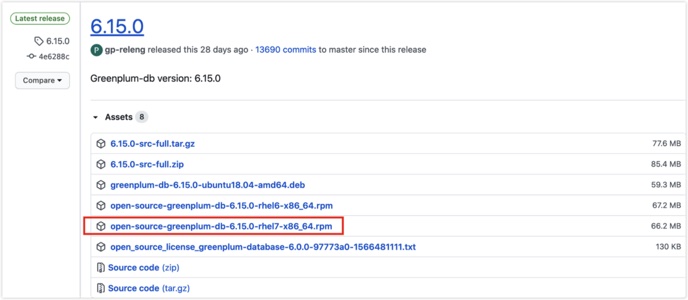 Latest release
6.15.0
4e6288c
Compare
6.15.0
P gp-releng released this 28 days ago · 13690 commits to master since this release
Greenplum-db version: 6.15.0
Assets 8
6.15.0-src-full.tar.gz 77.6 MB
6.15.0-src-full.zip 85.4 MB
greenplum-db-6.15.0-ubuntu18.04-amd64.deb 59.3 MB
open-source-greenplum-db-6.15.0-rhel6-x86_64.rpm 67.2 MB
open-source-greenplum-db-6.15.0-rhel7-x86_64.rpm 66.2 MB
open_source_license_greenplum-database-6.0.0-97773a0-1566481111.txt 130 KB
Source code (zip)
Source code (tar.gz)